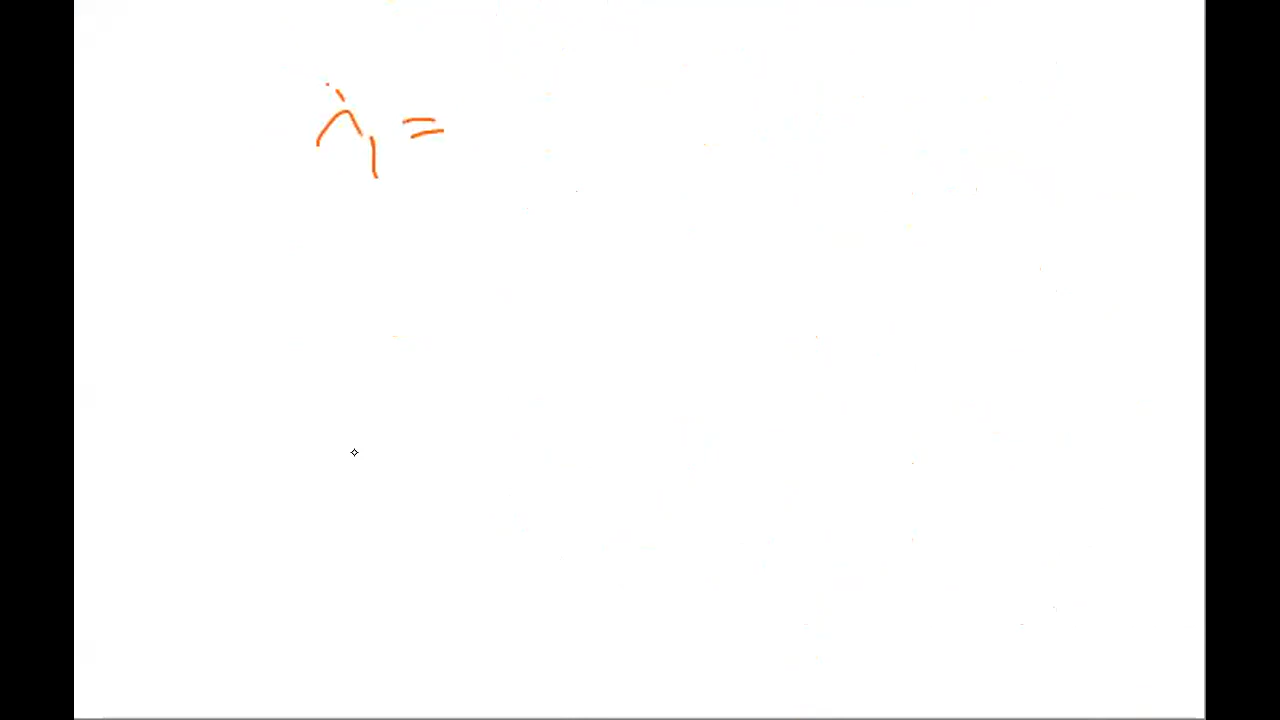 λ₁ =